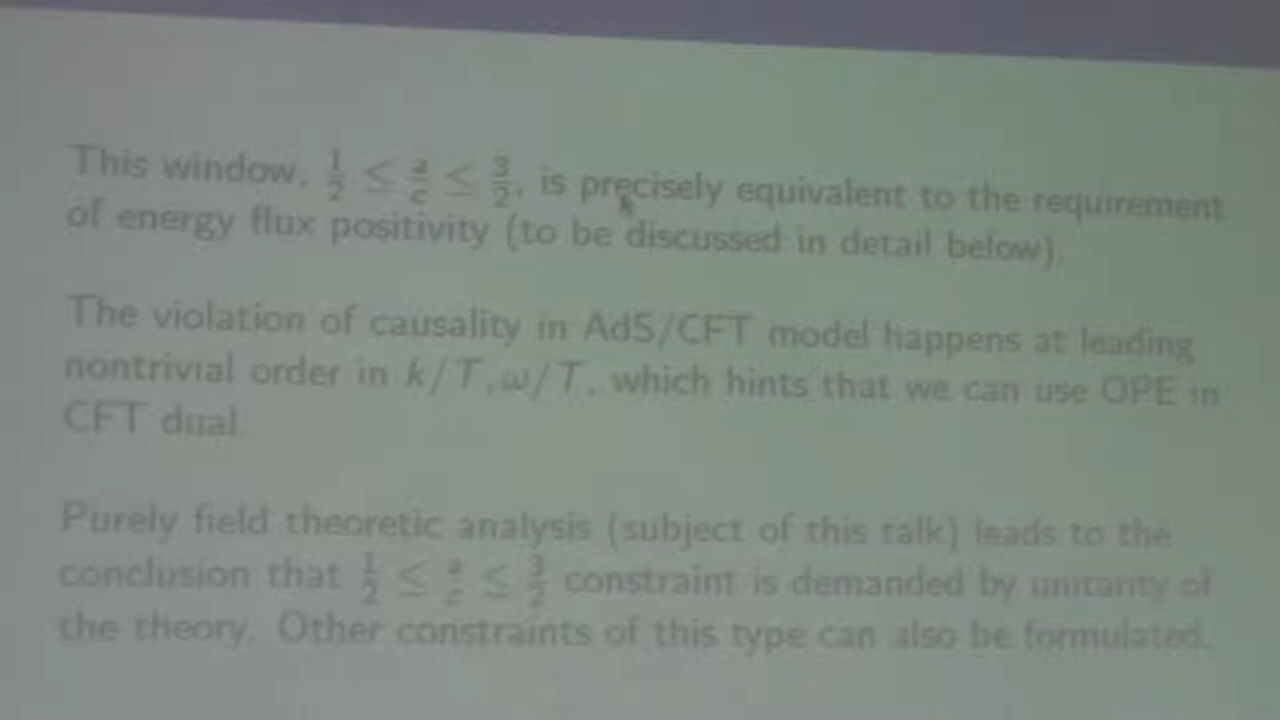 This window, 1/2 ≤ a/c ≤ 3/2, is precisely equivalent to the requirement
of energy flux positivity (to be discussed in detail below).
The violation of causality in AdS/CFT model happens at leading
nontrivial order in k/T, ω/T, which hints that we can use OPE in
CFT dual.
Purely field theoretic analysis (subject of this talk) leads to the
conclusion that 1/2 ≤ a/c ≤ 3/2 constraint is demanded by unitarity of
the theory. Other constraints of this type can also be formulated.